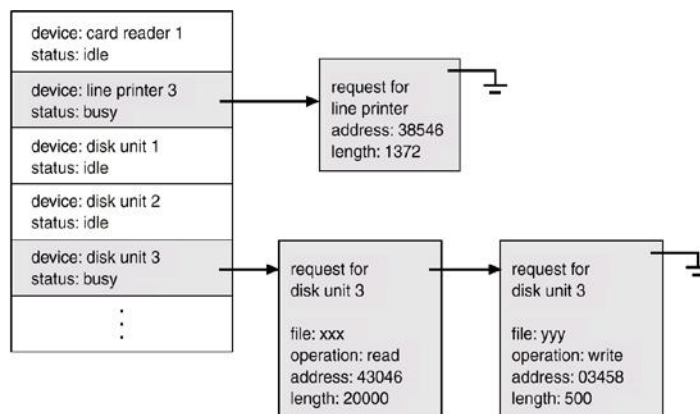 device: card reader 1
status: idle
device: line printer 3
status: busy
device: disk unit 1
status: idle
device: disk unit 2
status: idle
device: disk unit 3
status: busy
request for
line printer
address: 38546
length: 1372
request for
disk unit 3
file: xxx
operation: read
address: 43046
length: 20000
request for
disk unit 3
file: yyy
operation: write
address: 03458
length: 500